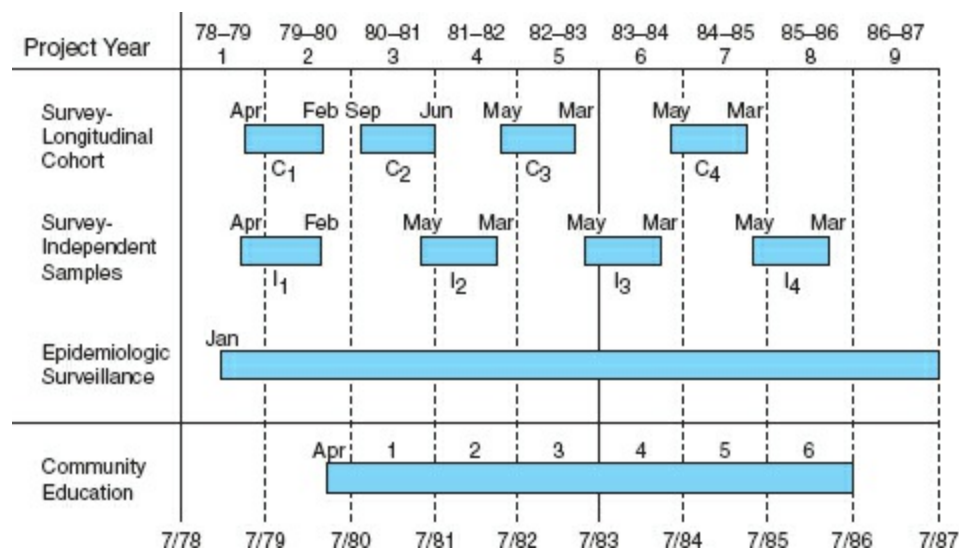 Project Year
78–79 79–80 80–81 81–82 82–83 83–84 84–85 85–86 86–87
1 2 3 4 5 6 7 8 9
Survey-
Longitudinal
Cohort
Apr Feb Sep Jun May Mar May Mar
C1 C2 C3 C4
Survey-
Independent
Samples
Apr Feb May Mar May Mar May Mar
I1 I2 I3 I4
Epidemiologic
Surveillance
Jan
Community
Education
Apr 1 2 3 4 5 6
7/78 7/79 7/80 7/81 7/82 7/83 7/84 7/85 7/86 7/87